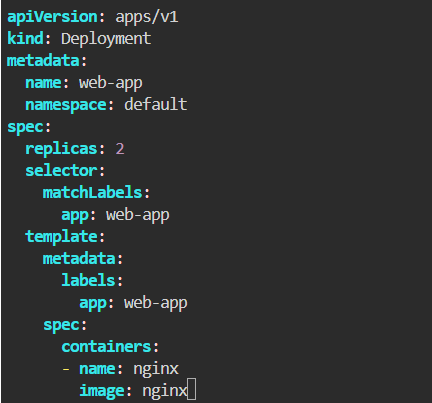 apiVersion: apps/v1
kind: Deployment
metadata:
  name: web-app
  namespace: default
spec:
  replicas: 2
  selector:
    matchLabels:
      app: web-app
  template:
    metadata:
      labels:
        app: web-app
    spec:
      containers:
      - name: nginx
        image: nginx